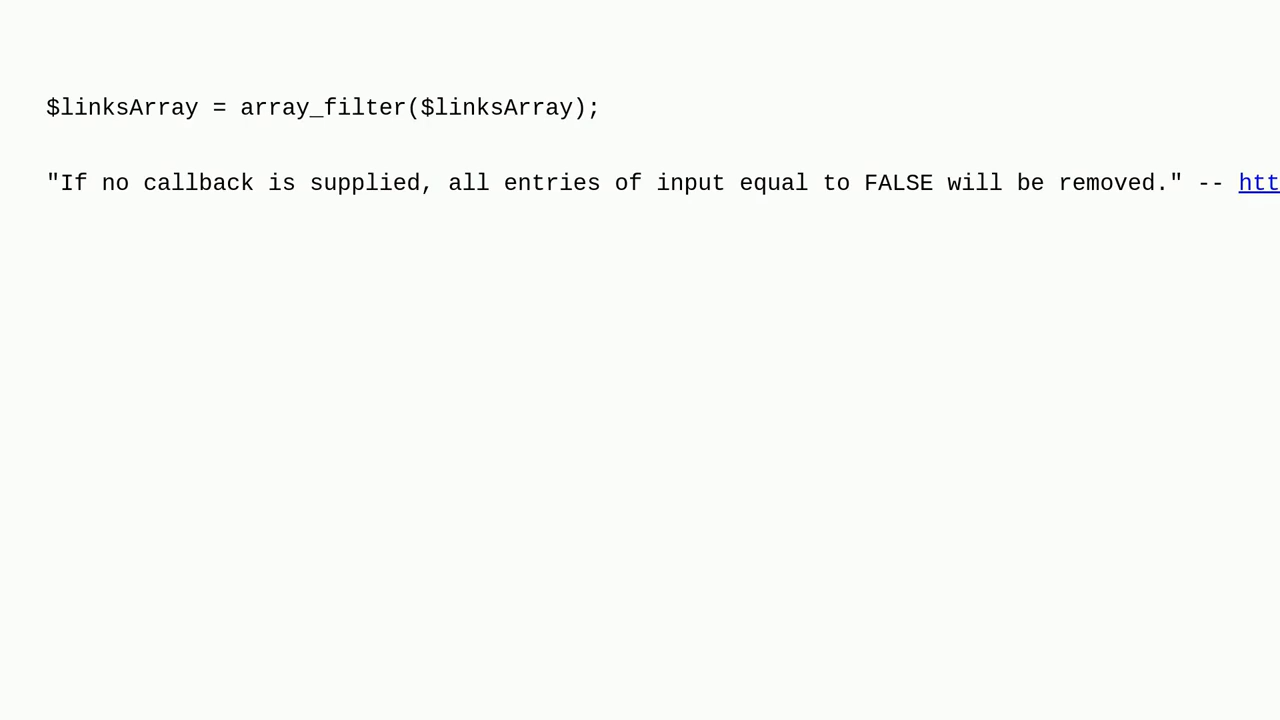 $linksArray = array_filter($linksArray);
"If no callback is supplied, all entries of input equal to FALSE will be removed." -- htt